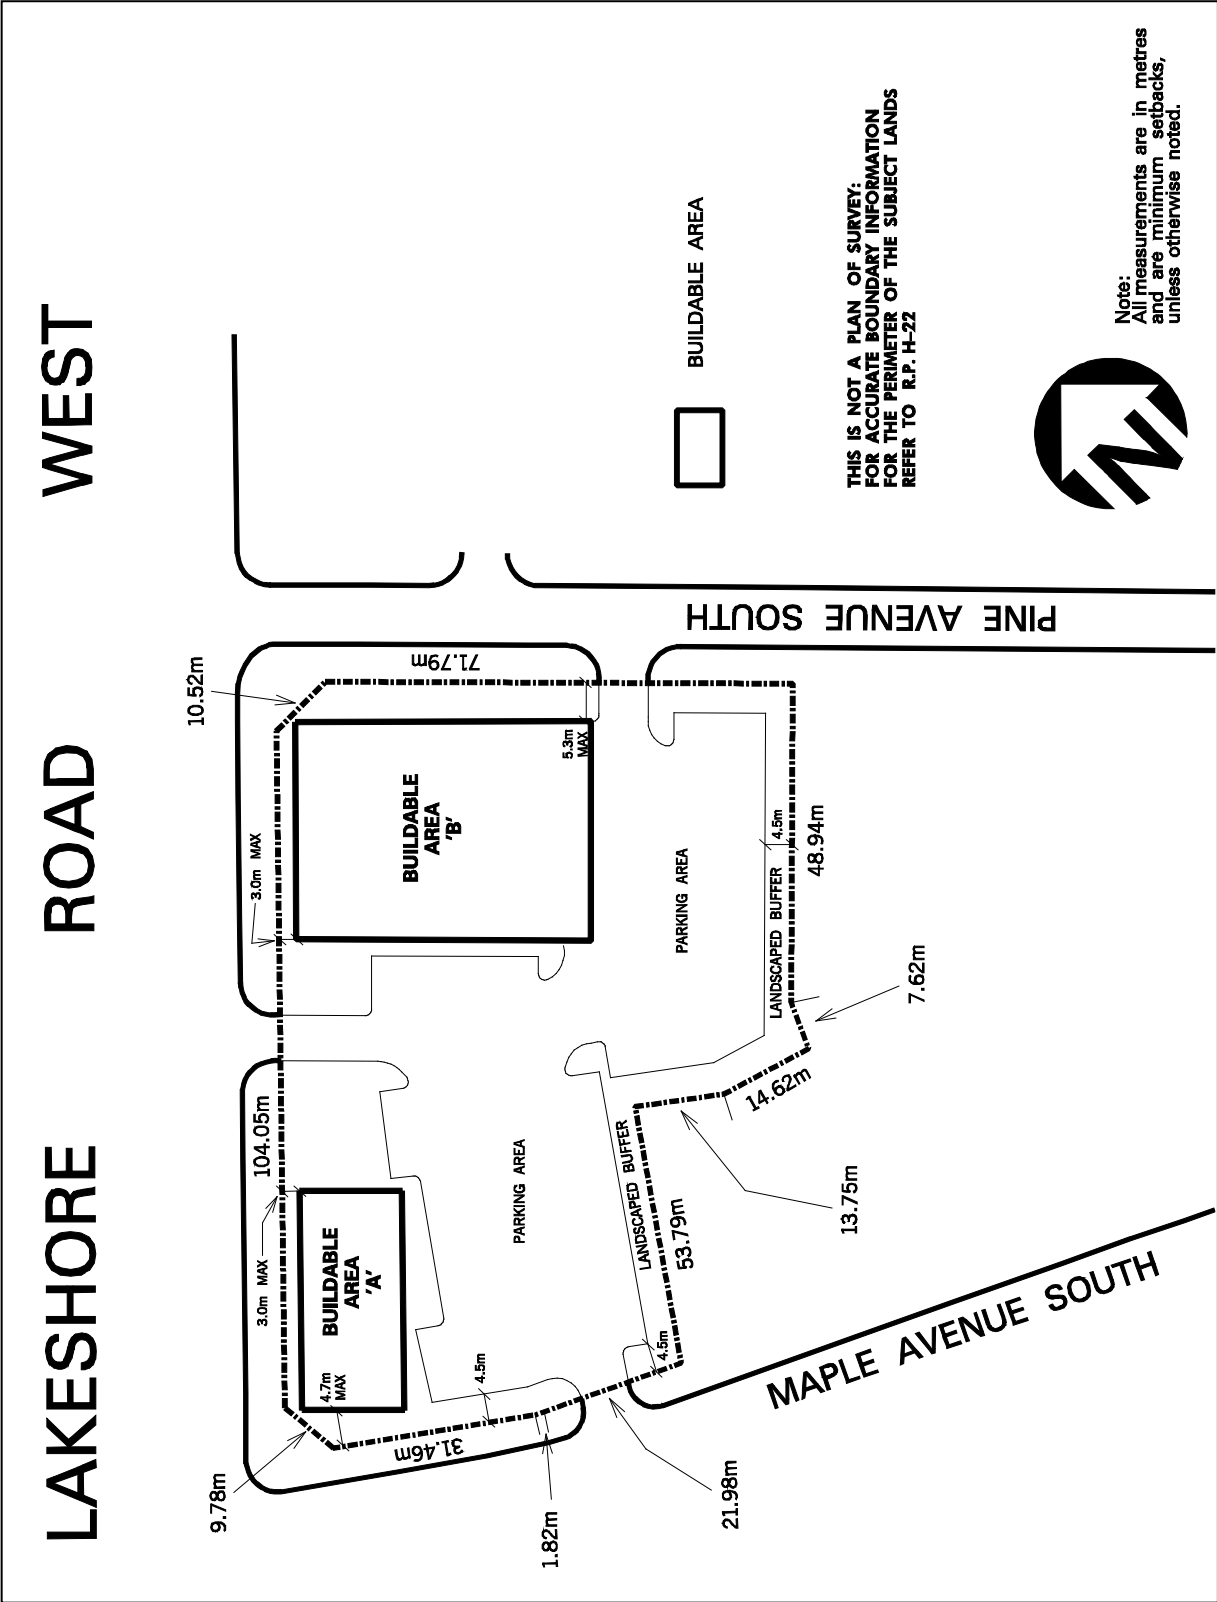 LAKESHORE ROAD WEST
9.78m
10.52m
3.0m MAX
104.05m
3.0m MAX
71.79m
4.7m
MAX
BUILDABLE
AREA
'A'
BUILDABLE
AREA
'B'
5.3m
MAX
31.46m
4.5m
1.82m
21.98m
4.5m
PARKING AREA
LANDSCAPED BUFFER
53.79m
13.75m
14.62m
7.62m
PARKING AREA
LANDSCAPED BUFFER
4.5m
48.94m
PINE AVENUE SOUTH
MAPLE AVENUE SOUTH
BUILDABLE AREA
THIS IS NOT A PLAN OF SURVEY:
FOR ACCURATE BOUNDARY INFORMATION
FOR THE PERIMETER OF THE SUBJECT LANDS
REFER TO R.P. H-22
N
Note:
All measurements are in metres
and are minimum setbacks,
unless otherwise noted.